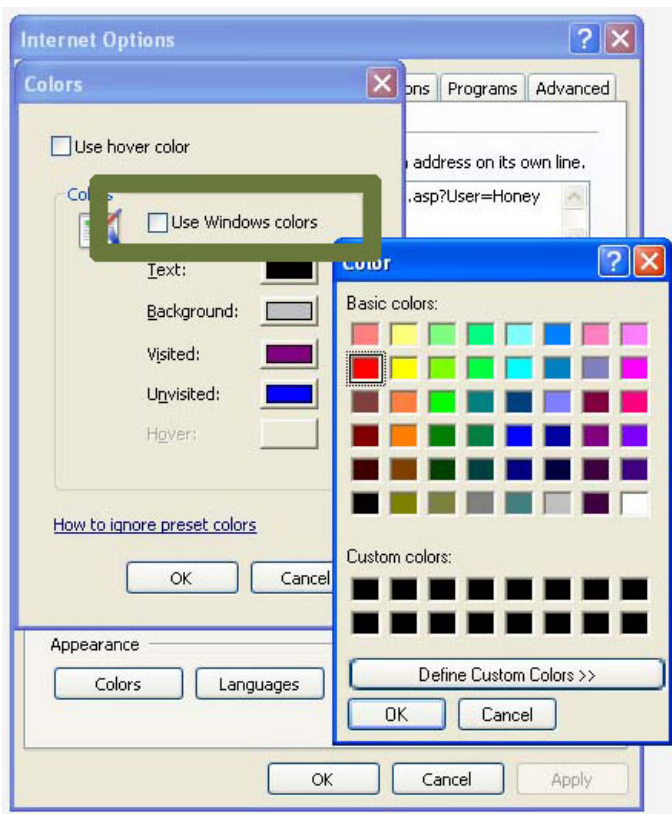 Internet Options
Colors
Programs
Advanced
Use hover color
address on its own line.
.asp?User=Honey
Use Windows colors
Text:
Background:
Visited:
Unvisited:
Hover:
How to ignore preset colors
OK
Cancel
Color
Basic colors:
Custom colors:
Define Custom Colors >>
OK
Cancel
Appearance
Colors
Languages
OK
Cancel
Apply